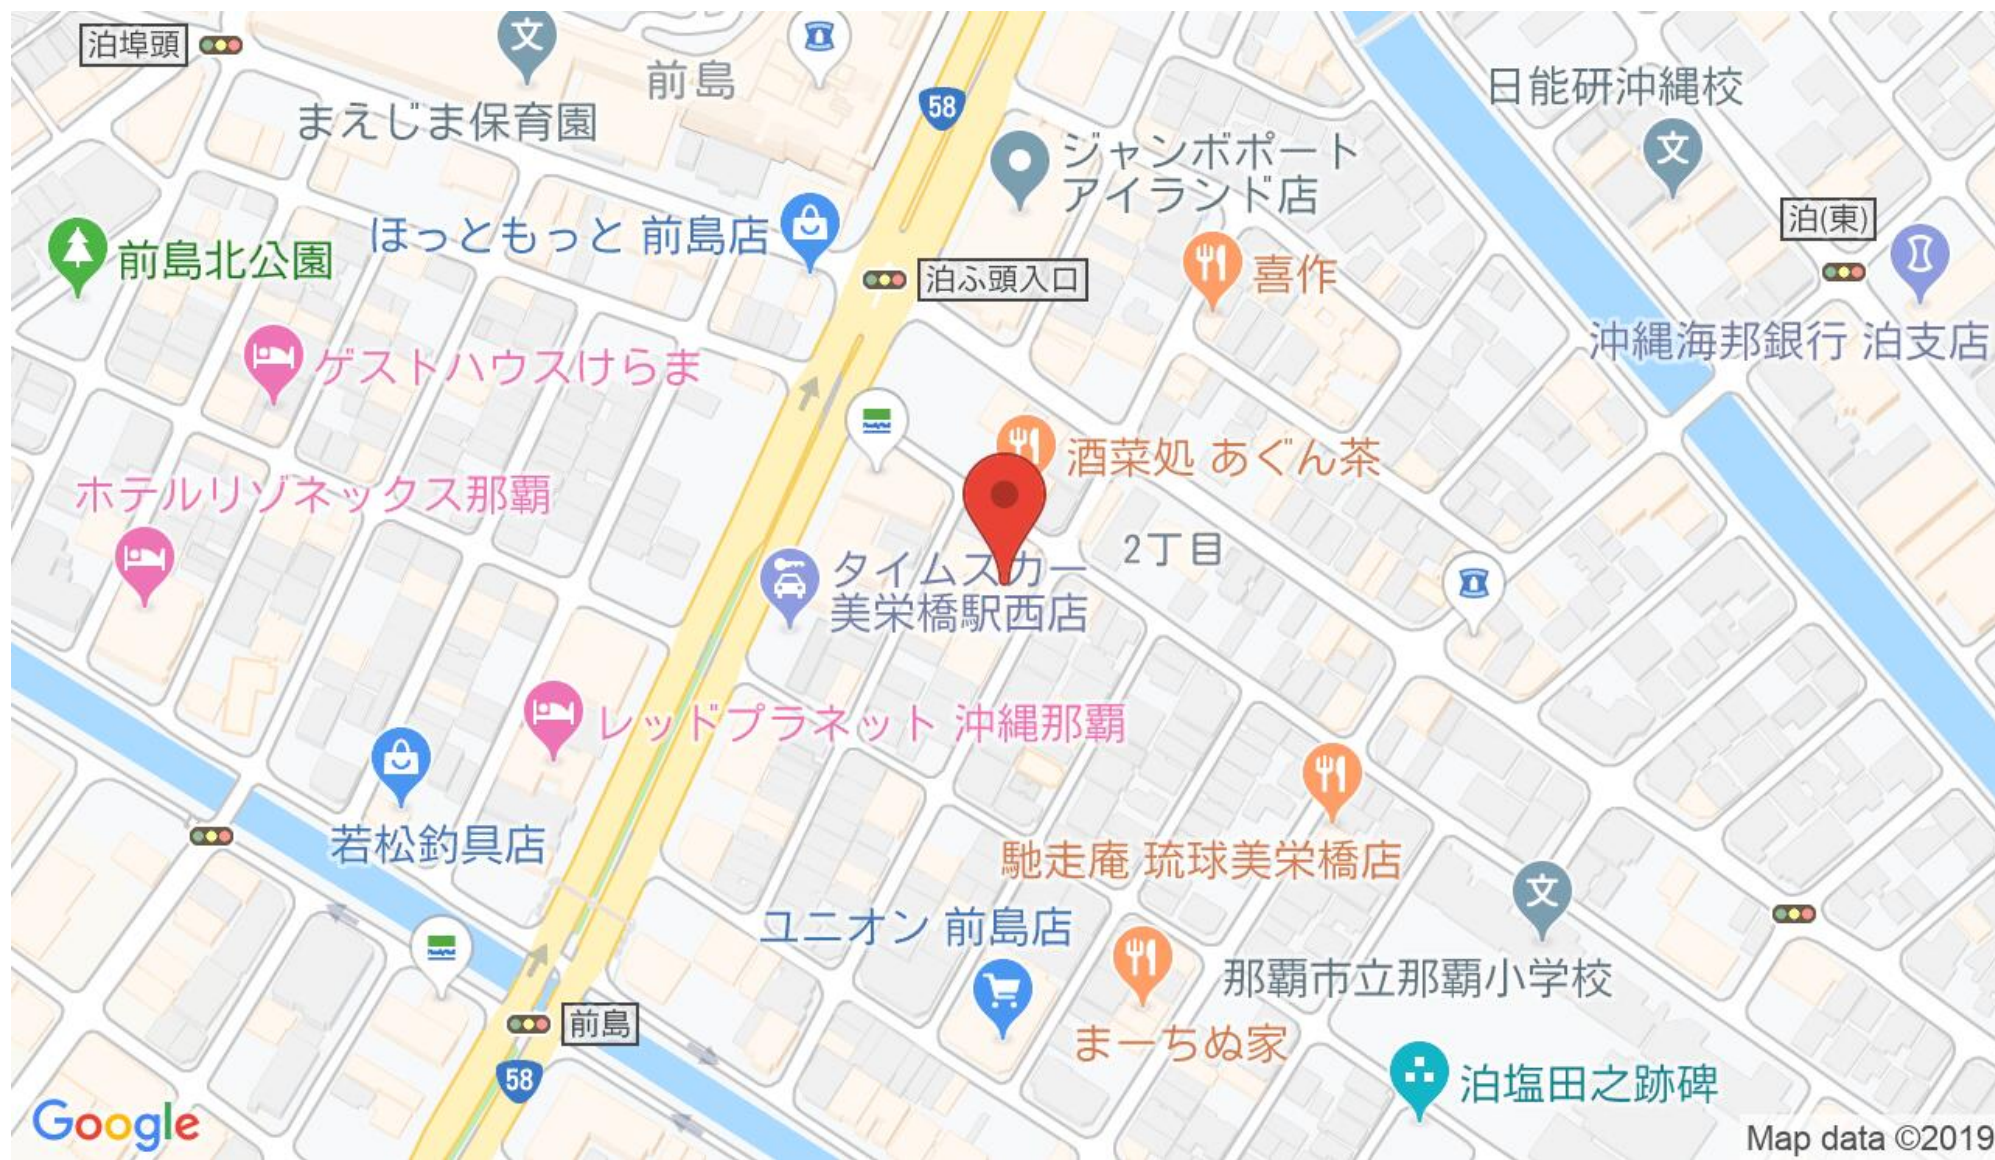 泊埠頭
文
前島
まえじま保育園
58
日能研沖縄校
文
ジャンボポート
アイランド店
泊(東)
ほっともっと 前島店
前島北公園
泊ふ頭入口
喜作
沖縄海邦銀行 泊支店
ゲストハウスけらま
酒菜処 あぐん茶
ホテルリゾネックス那覇
2丁目
タイムズカー
美栄橋駅西店
レッドプラネット 沖縄那覇
若松釣具店
馳走庵 琉球美栄橋店
文
ユニオン 前島店
那覇市立那覇小学校
前島
まーちぬ家
58
泊塩田之跡碑
Google
Map data ©2019